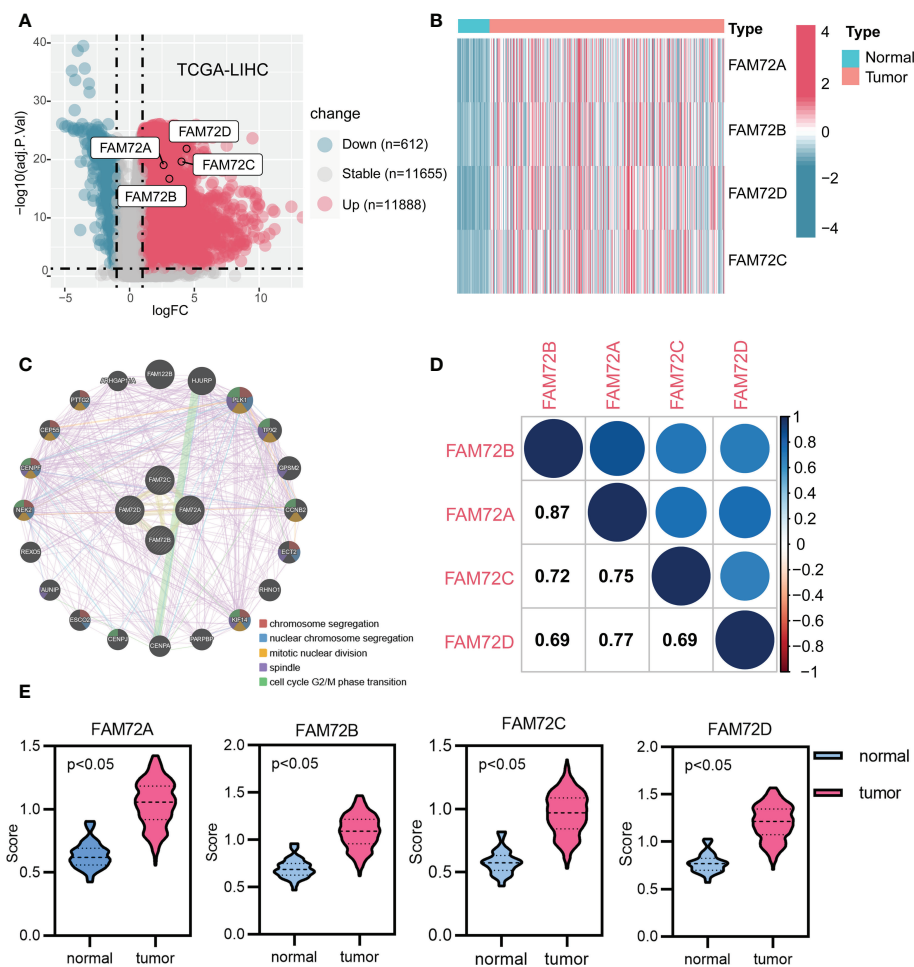 A
TCGA-LIHC
FAM72D
FAM72A
FAM72C
FAM72B
−log10(adj.P.Val)
40
30
20
10
0
−5
0
5
10
logFC
change
Down (n=612)
Stable (n=11655)
Up (n=11888)
B
Type
FAM72A
FAM72B
FAM72D
FAM72C
4
2
0
−2
−4
Type
Normal
Tumor
C
FAM122B
HJURP
PLK1
TPX2
GPSM2
CCNB2
ECT2
RHNO1
KIF14
PARPBP
CENPA
ESCO2
AUNIP
REXO5
NEK2
CENPF
CEP55
PTTG2
FAM72C
FAM72D
FAM72A
FAM72B
chromosome segregation
nuclear chromosome segregation
mitotic nuclear division
spindle
cell cycle G2/M phase transition
D
FAM72B
FAM72A
FAM72C
FAM72D
FAM72B
FAM72A
0.87
FAM72C
0.72
0.75
FAM72D
0.69
0.77
0.69
1
0.8
0.6
0.4
0.2
0
−0.2
−0.4
−0.6
−0.8
−1
E
FAM72A
p<0.05
Score
1.5
1.0
0.5
0.0
normal
tumor
FAM72B
p<0.05
Score
2.0
1.5
1.0
0.5
0.0
normal
tumor
FAM72C
p<0.05
Score
1.5
1.0
0.5
0.0
normal
tumor
FAM72D
p<0.05
Score
2.0
1.5
1.0
0.5
0.0
normal
tumor
normal
tumor